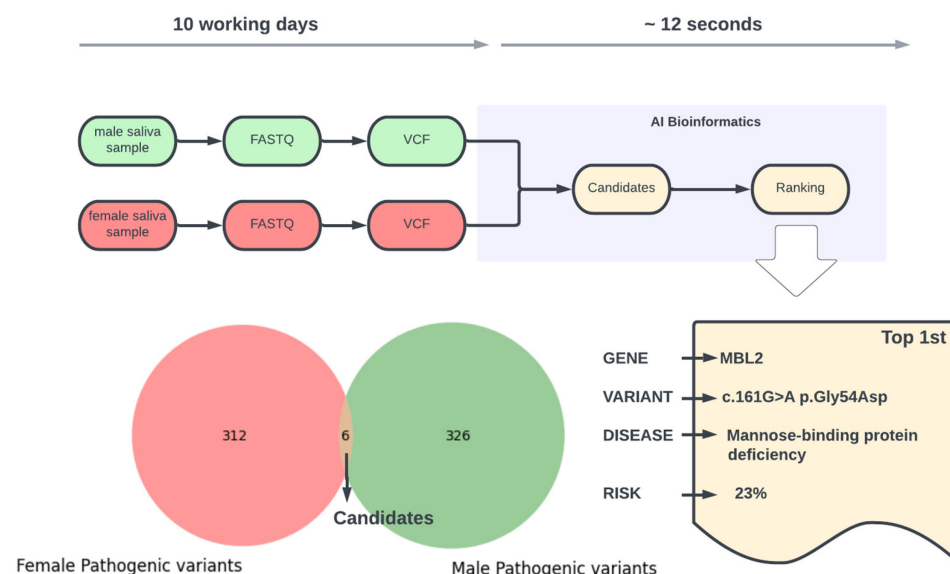 10 working days
~ 12 seconds
AI Bioinformatics
male saliva
sample
FASTQ
VCF
Candidates
Ranking
female saliva
sample
FASTQ
VCF
Top 1st
GENE
MBL2
VARIANT
c.161G>A p.Gly54Asp
DISEASE
Mannose-binding protein
deficiency
RISK
23%
312
6
326
Candidates
Female Pathogenic variants
Male Pathogenic variants